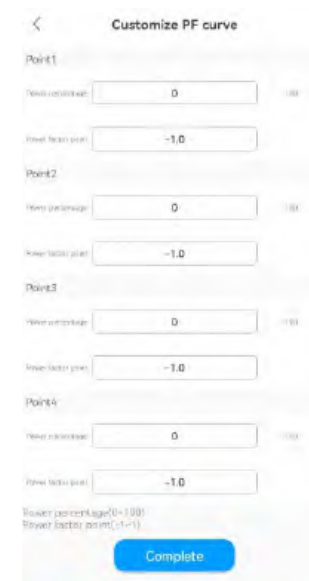 Customize PF curve
Point1
Power percentage 0
Power factor point -1.0
Point2
Power percentage 0
Power factor point -1.0
Point3
Power percentage 0
Power factor point -1.0
Point4
Power percentage 0
Power factor point -1.0
Power percentage(0~100)
Power factor point(-1~1)
Complete